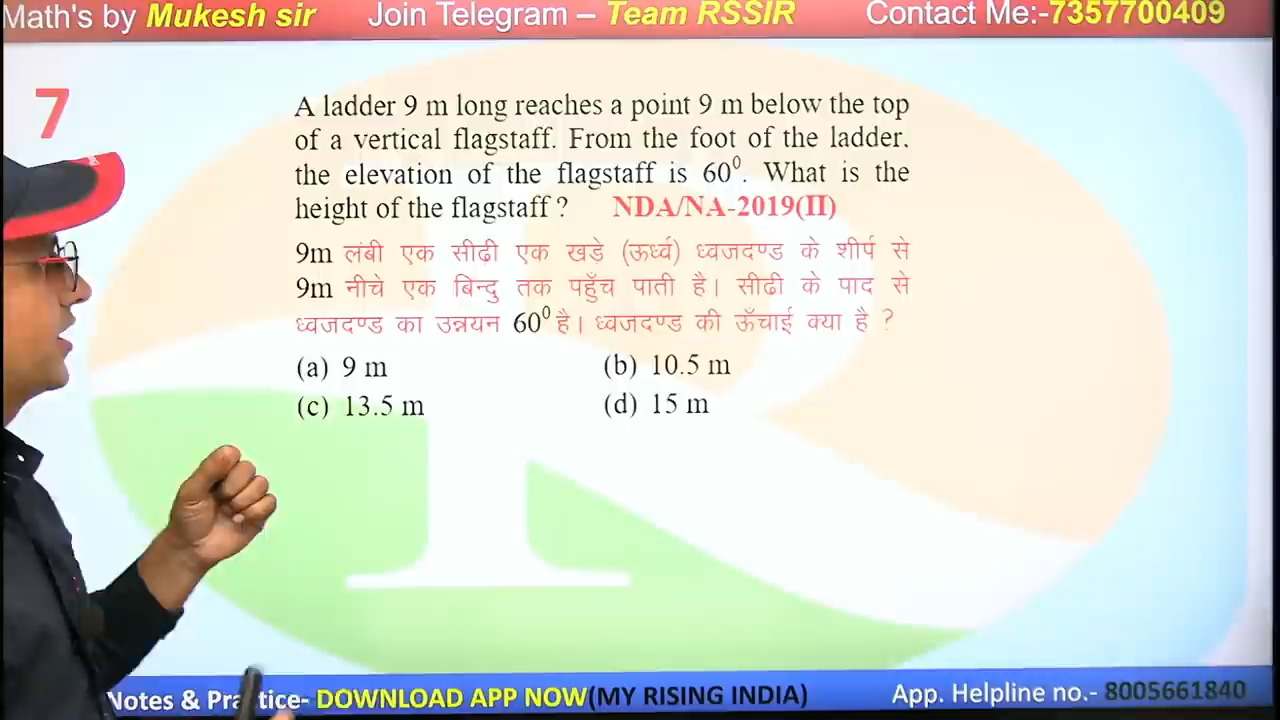 Math's by Mukesh sir Join Telegram – Team RSSIR Contact Me:-7357700409
7
A ladder 9 m long reaches a point 9 m below the top
of a vertical flagstaff. From the foot of the ladder,
the elevation of the flagstaff is 60⁰. What is the
height of the flagstaff ? NDA/NA-2019(II)
9m लंबी एक सीढी एक खडे (ऊर्ध्व) ध्वजदण्ड के शीर्ष से
9m नीचे एक बिन्दु तक पहुँच पाती है। सीढी के पाद से
ध्वजदण्ड का उन्नयन 60⁰ है। ध्वजदण्ड की ऊँचाई क्या है ?
(a) 9 m (b) 10.5 m
(c) 13.5 m (d) 15 m
Notes & Practice- DOWNLOAD APP NOW(MY RISING INDIA) App. Helpline no.- 8005661840